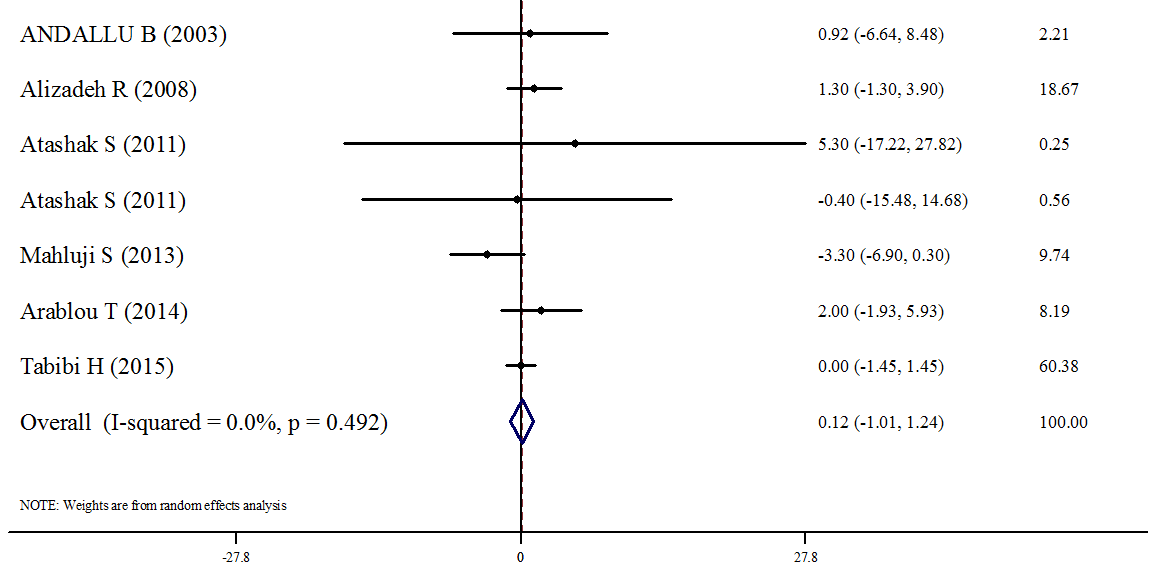 ANDALLU B (2003) 0.92 (-6.64, 8.48) 2.21
Alizadeh R (2008) 1.30 (-1.30, 3.90) 18.67
Atashak S (2011) 5.30 (-17.22, 27.82) 0.25
Atashak S (2011) -0.40 (-15.48, 14.68) 0.56
Mahluji S (2013) -3.30 (-6.90, 0.30) 9.74
Arablou T (2014) 2.00 (-1.93, 5.93) 8.19
Tabibi H (2015) 0.00 (-1.45, 1.45) 60.38
Overall (I-squared = 0.0%, p = 0.492) 0.12 (-1.01, 1.24) 100.00
NOTE: Weights are from random effects analysis
-27.8 0 27.8